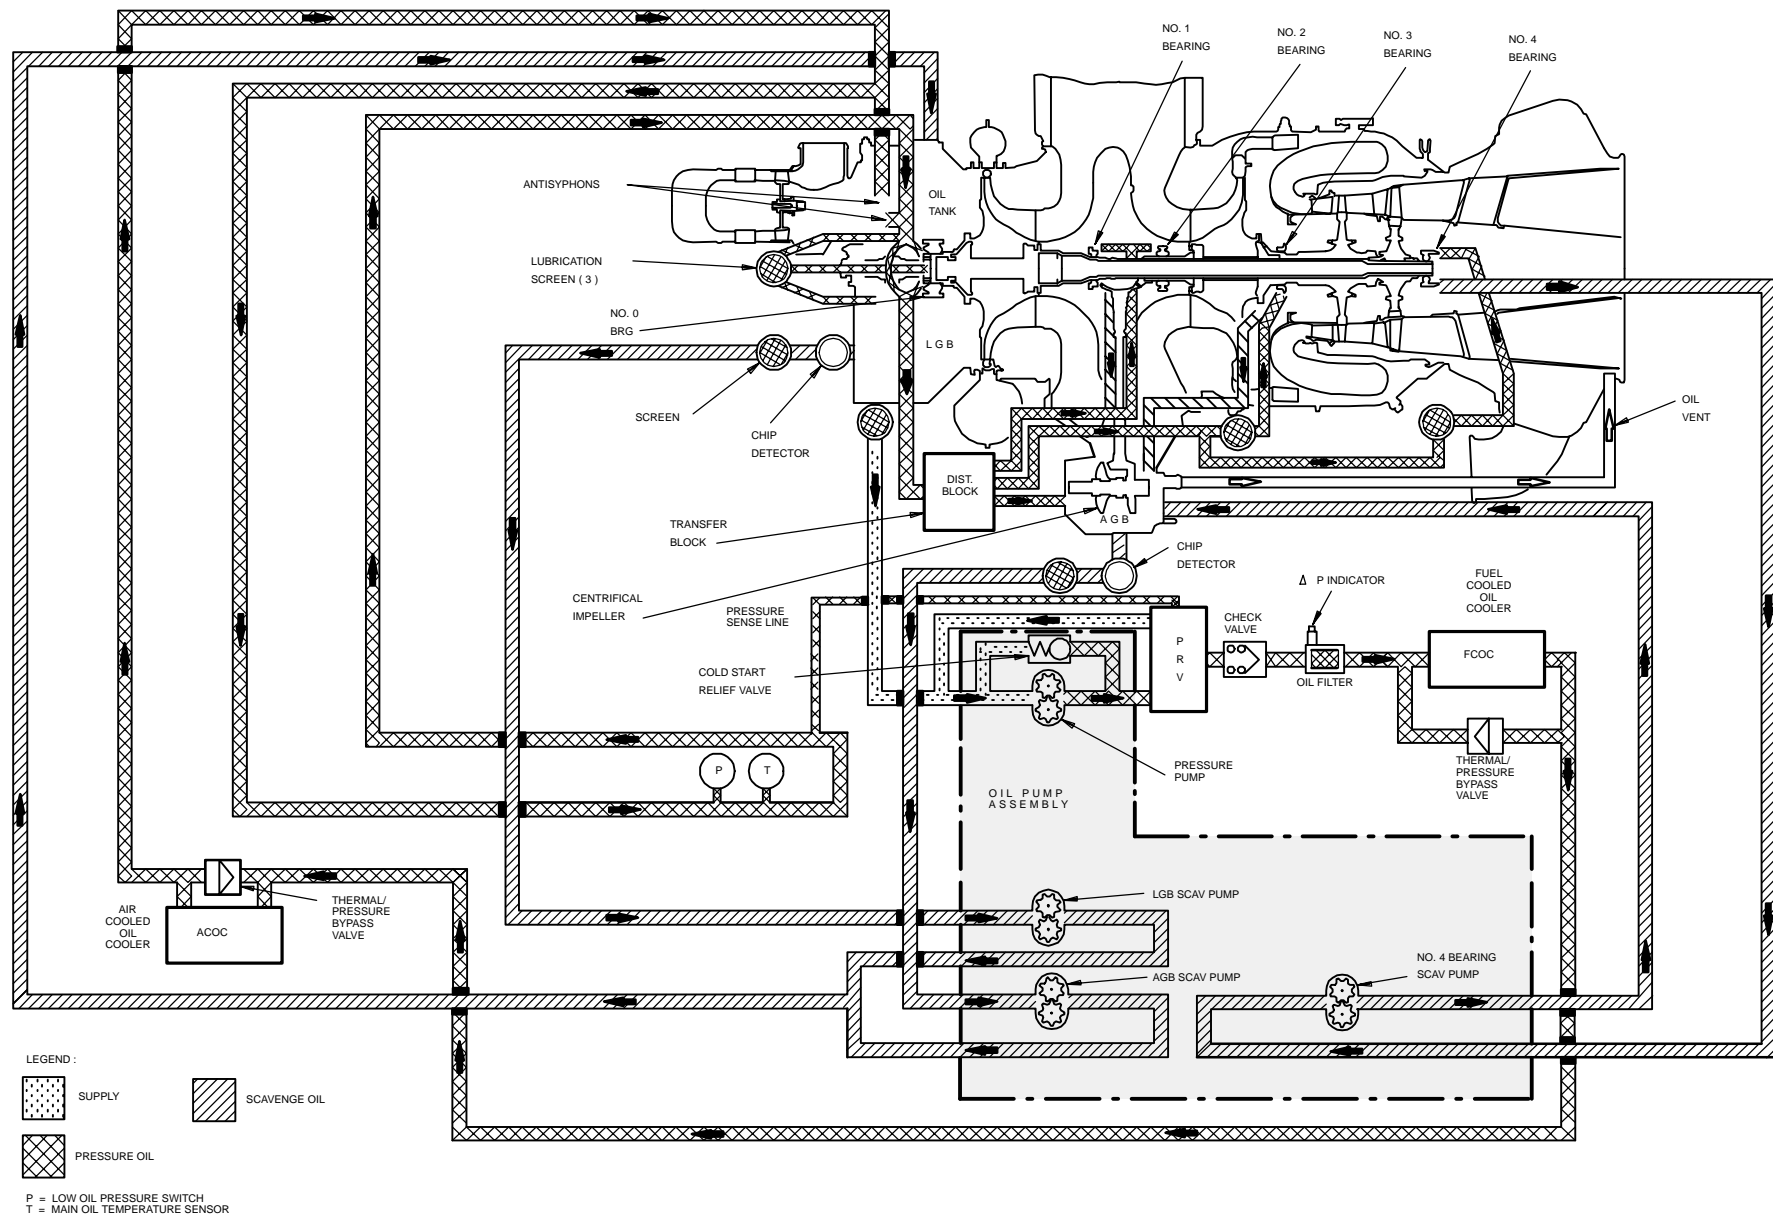 NO. 1
BEARING
NO. 2
BEARING
NO. 3
BEARING
NO. 4
BEARING
ANTISYPHONS
OIL
TANK
LUBRICATION
SCREEN ( 3 )
NO. 0
BRG
L G B
SCREEN
CHIP
DETECTOR
OIL
VENT
DIST.
BLOCK
TRANSFER
BLOCK
A G B
CHIP
DETECTOR
CENTRIFICAL
IMPELLER
PRESSURE
SENSE LINE
Δ P INDICATOR
FUEL
COOLED
OIL
COOLER
CHECK
VALVE
P
R
V
FCOC
OIL FILTER
COLD START
RELIEF VALVE
PRESSURE
PUMP
THERMAL/
PRESSURE
BYPASS
VALVE
P
T
OIL PUMP
ASSEMBLY
AIR
COOLED
OIL
COOLER
ACOC
THERMAL/
PRESSURE
BYPASS
VALVE
LGB SCAV PUMP
AGB SCAV PUMP
NO. 4 BEARING
SCAV PUMP
LEGEND :
SUPPLY
SCAVENGE OIL
PRESSURE OIL
P = LOW OIL PRESSURE SWITCH
T = MAIN OIL TEMPERATURE SENSOR